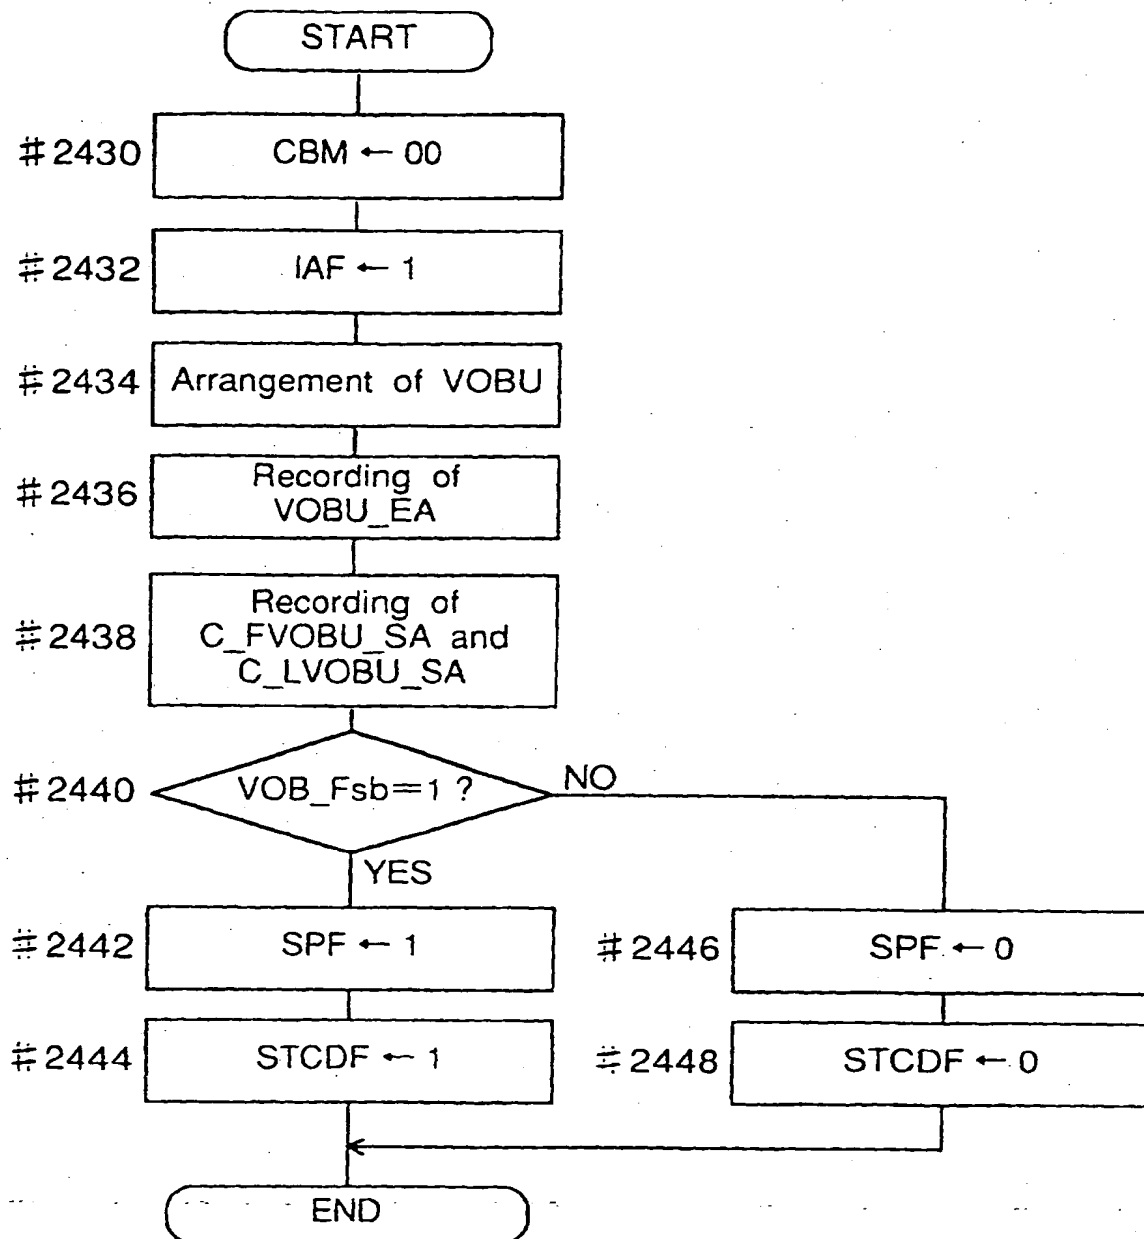 START
#2430
CBM ← 00
#2432
IAF ← 1
#2434
Arrangement of VOBU
#2436
Recording of
VOBU_EA
#2438
Recording of
C_FVOBU_SA and
C_LVOBU_SA
#2440
VOB_Fsb=1 ?
NO
YES
#2442
SPF ← 1
#2446
SPF ← 0
#2444
STCDF ← 1
#2448
STCDF ← 0
END